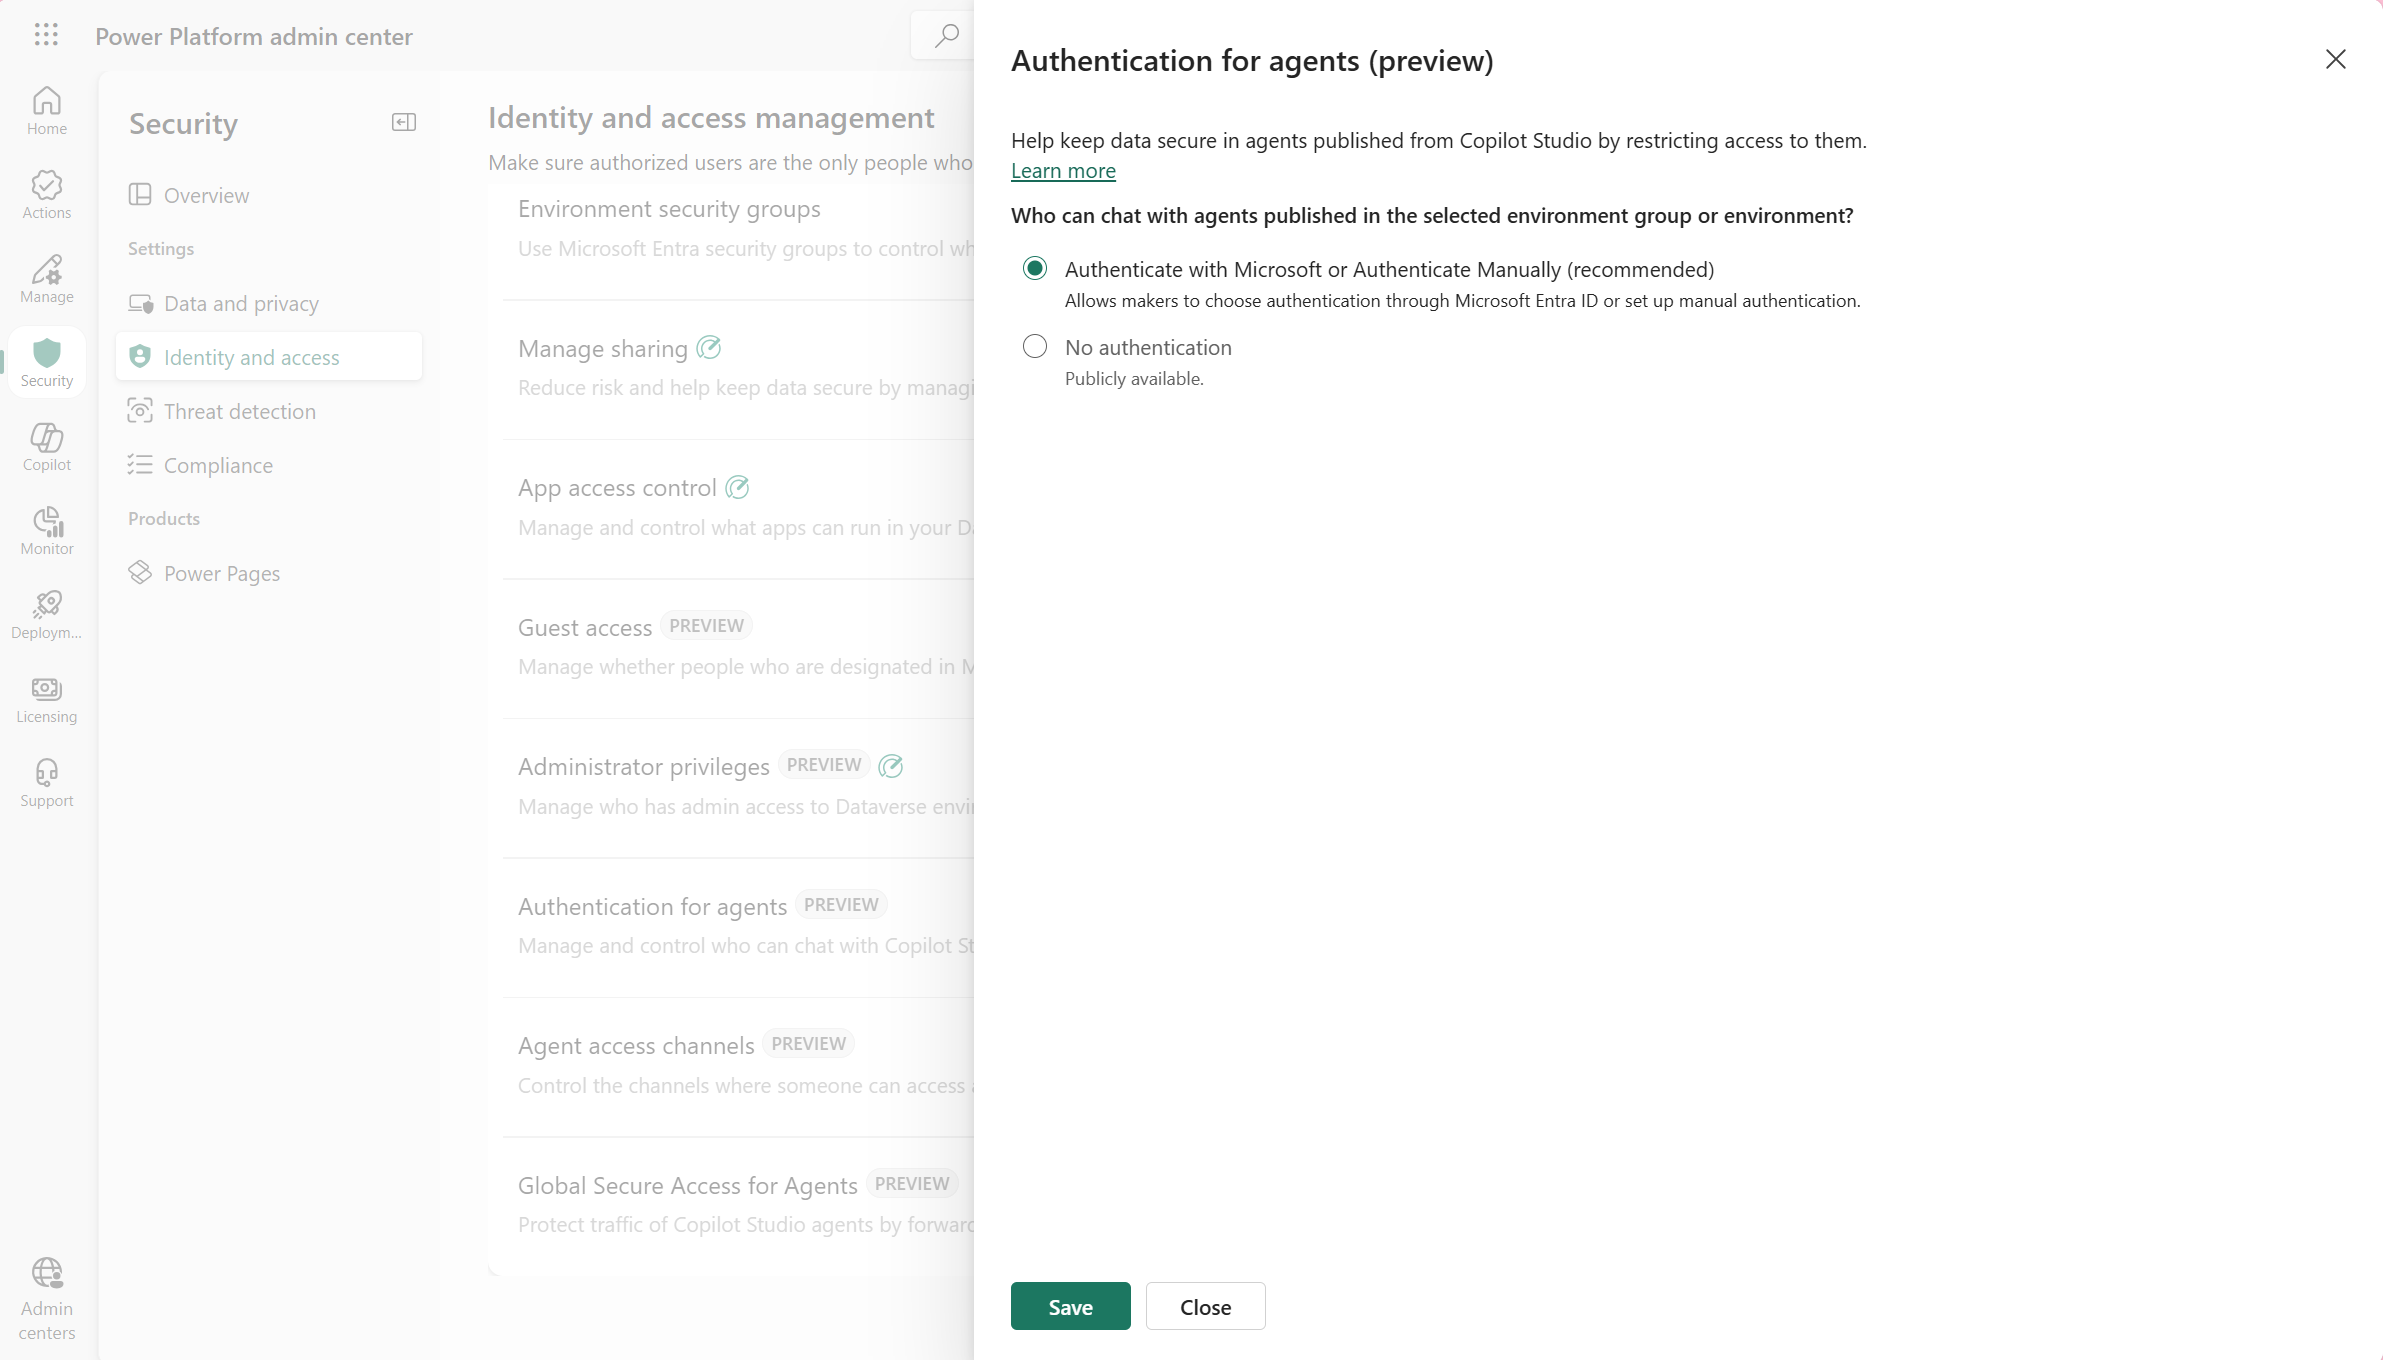 Power Platform admin center
Home
Actions
Manage
Security
Copilot
Monitor
Deploym...
Licensing
Support
Admin
centers
Security
Overview
Settings
Data and privacy
Identity and access
Threat detection
Compliance
Products
Power Pages
Identity and access management
Make sure authorized users are the only people who
Environment security groups
Use Microsoft Entra security groups to control
Manage sharing
Reduce risk and help keep data secure by
App access control
Manage and control what apps can run in your
Guest access PREVIEW
Manage whether people who are designated in
Administrator privileges PREVIEW
Manage who has admin access to Dataverse
Authentication for agents PREVIEW
Manage and control who can chat with Copilot
Agent access channels PREVIEW
Control the channels where someone can access
Global Secure Access for Agents PREVIEW
Protect traffic of Copilot Studio agents by
Authentication for agents (preview)
Help keep data secure in agents published from Copilot Studio by restricting access to them.
Learn more
Who can chat with agents published in the selected environment group or environment?
Authenticate with Microsoft or Authenticate Manually (recommended)
Allows makers to choose authentication through Microsoft Entra ID or set up manual authentication.
No authentication
Publicly available.
Save
Close